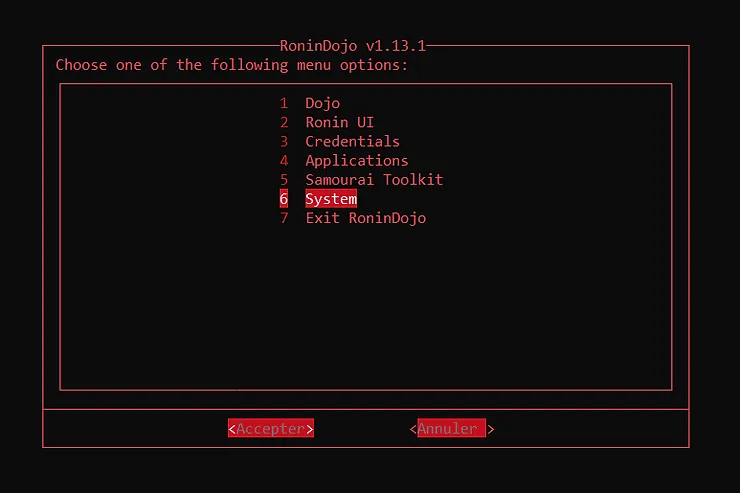 RoninDojo v1.13.1
Choose one of the following menu options:
1 Dojo
2 Ronin UI
3 Credentials
4 Applications
5 Samourai Toolkit
6 System
7 Exit RoninDojo
<Accepter> <Annuler >